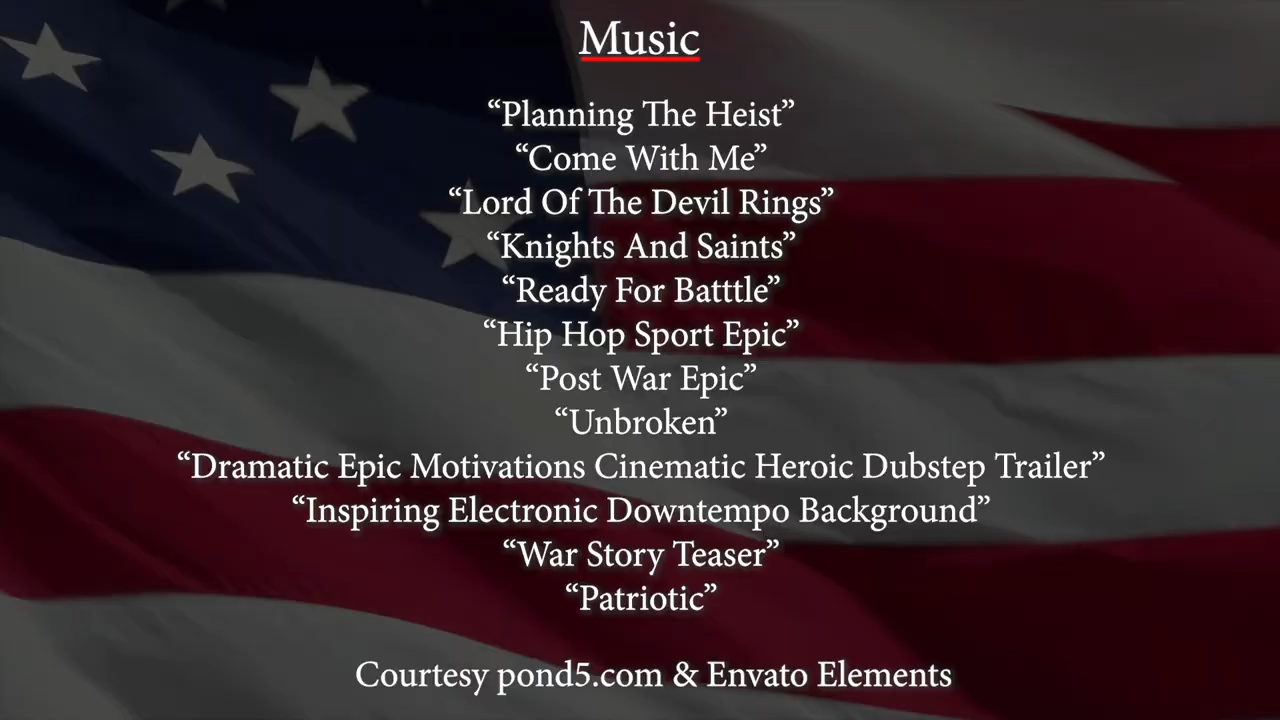 Music
“Planning The Heist”
“Come With Me”
“Lord Of The Devil Rings”
“Knights And Saints”
“Ready For Batttle”
“Hip Hop Sport Epic”
“Post War Epic”
“Unbroken”
“Dramatic Epic Motivations Cinematic Heroic Dubstep Trailer”
“Inspiring Electronic Downtempo Background”
“War Story Teaser”
“Patriotic”
Courtesy pond5.com & Envato Elements